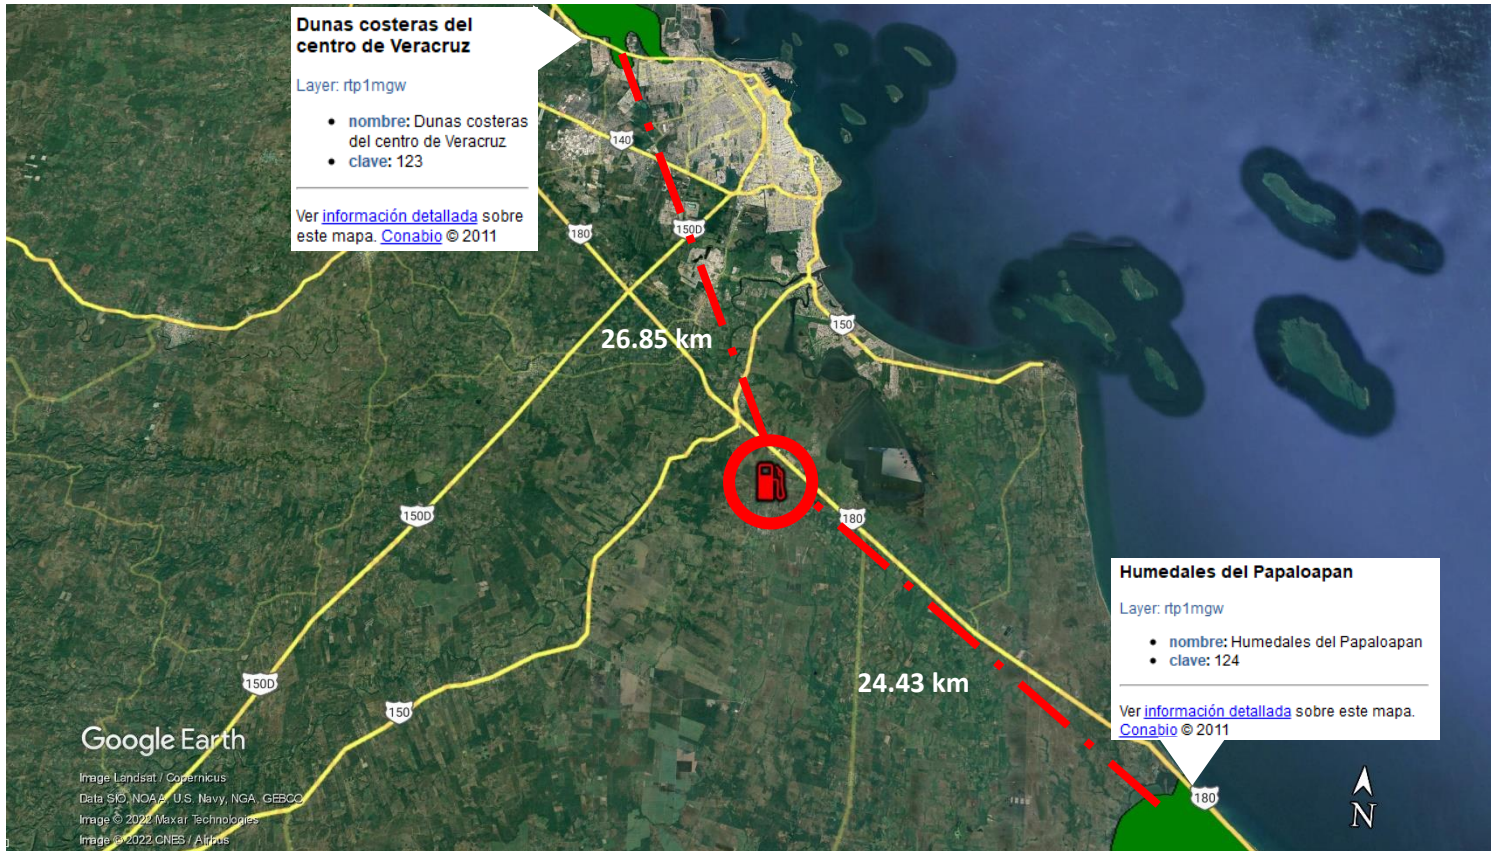 Dunas costeras del
centro de Veracruz
Layer: rtp1mgw
nombre: Dunas costeras
del centro de Veracruz
clave: 123
Ver información detallada sobre
este mapa. Conabio © 2011
140
180
150D
150
26.85 km
150D
180
Humedales del Papaloapan
Layer: rtp1mgw
nombre: Humedales del Papaloapan
clave: 124
Ver información detallada sobre este mapa.
Conabio © 2011
24.43 km
150D
150
180
Google Earth
Image Landsat / Copernicus
Data SIO, NOAA, U.S. Navy, NGA, GEBCO
Image © 2022 Maxar Technologies
Image © 2022 CNES / Airbus
N